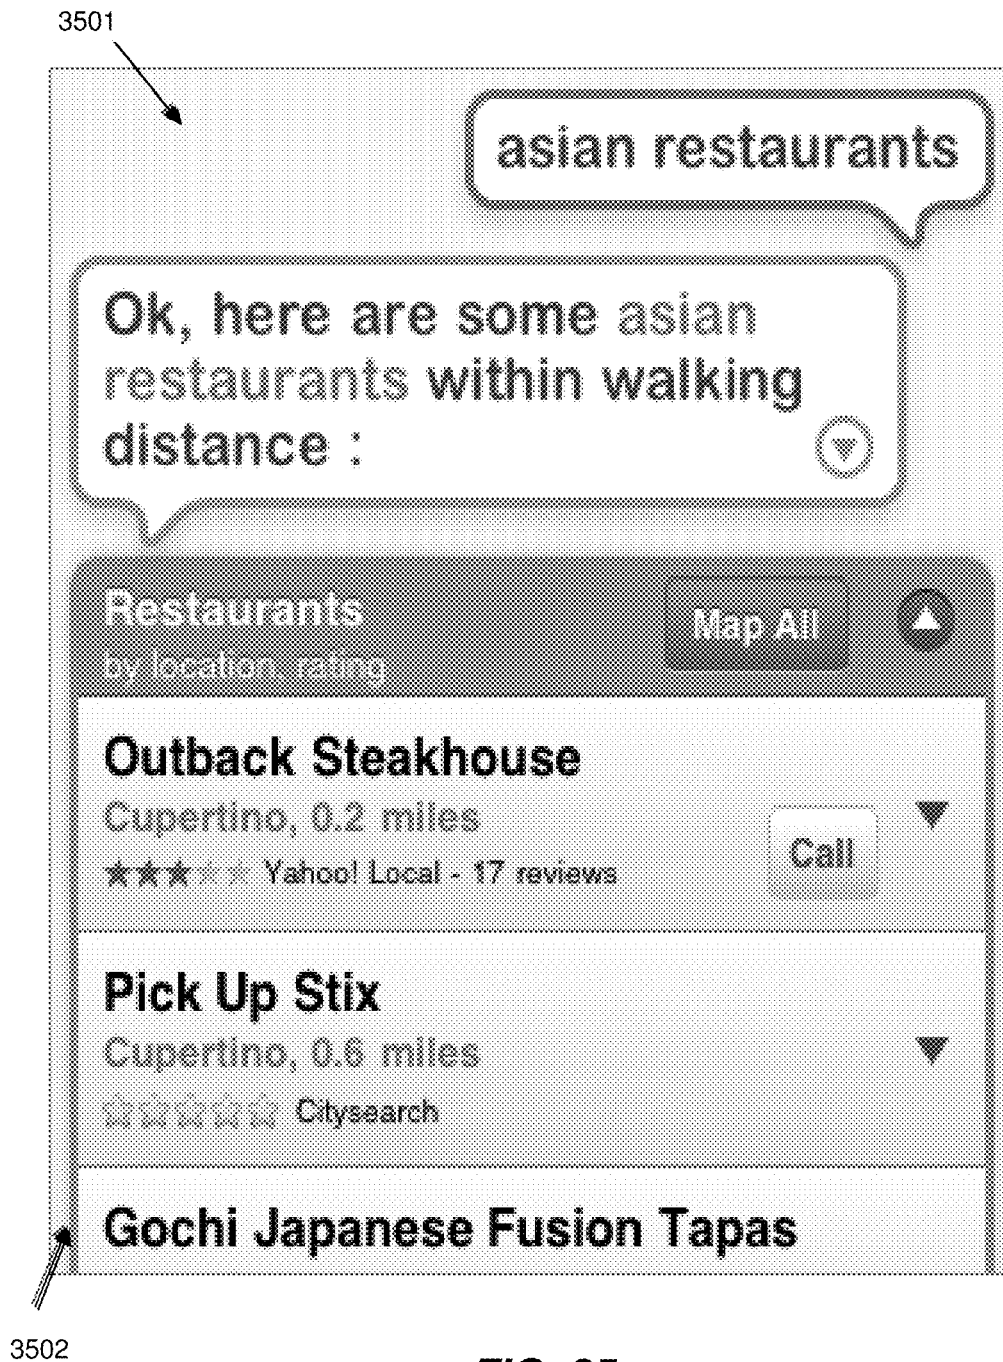 3501
asian restaurants
Ok, here are some asian
restaurants within walking
distance :
Restaurants
by location, rating
Map All
Outback Steakhouse
Cupertino, 0.2 miles
Yahoo! Local - 17 reviews
Call
Pick Up Stix
Cupertino, 0.6 miles
Citysearch
Gochi Japanese Fusion Tapas
3502